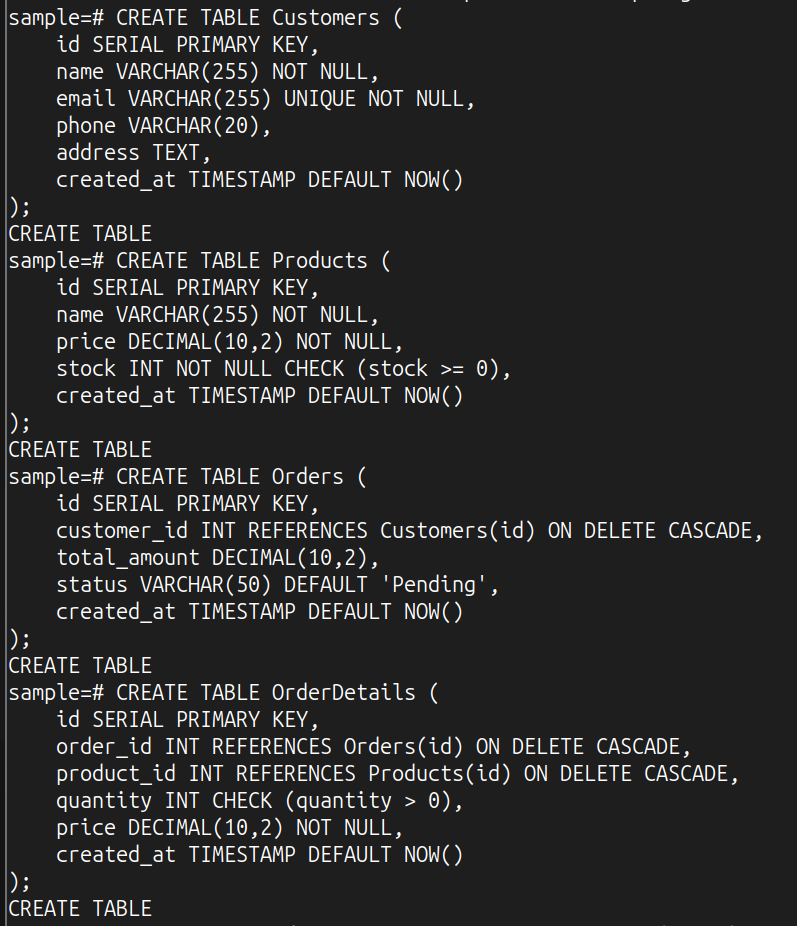 sample=# CREATE TABLE Customers (
    id SERIAL PRIMARY KEY,
    name VARCHAR(255) NOT NULL,
    email VARCHAR(255) UNIQUE NOT NULL,
    phone VARCHAR(20),
    address TEXT,
    created_at TIMESTAMP DEFAULT NOW()
);
CREATE TABLE
sample=# CREATE TABLE Products (
    id SERIAL PRIMARY KEY,
    name VARCHAR(255) NOT NULL,
    price DECIMAL(10,2) NOT NULL,
    stock INT NOT NULL CHECK (stock >= 0),
    created_at TIMESTAMP DEFAULT NOW()
);
CREATE TABLE
sample=# CREATE TABLE Orders (
    id SERIAL PRIMARY KEY,
    customer_id INT REFERENCES Customers(id) ON DELETE CASCADE,
    total_amount DECIMAL(10,2),
    status VARCHAR(50) DEFAULT 'Pending',
    created_at TIMESTAMP DEFAULT NOW()
);
CREATE TABLE
sample=# CREATE TABLE OrderDetails (
    id SERIAL PRIMARY KEY,
    order_id INT REFERENCES Orders(id) ON DELETE CASCADE,
    product_id INT REFERENCES Products(id) ON DELETE CASCADE,
    quantity INT CHECK (quantity > 0),
    price DECIMAL(10,2) NOT NULL,
    created_at TIMESTAMP DEFAULT NOW()
);
CREATE TABLE